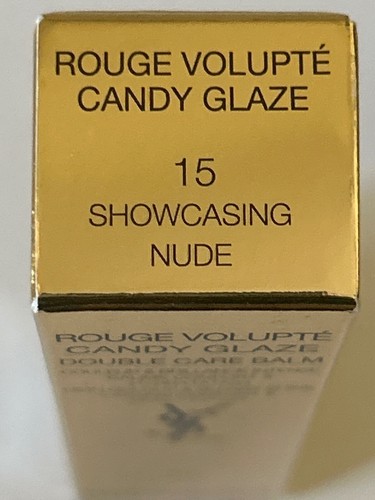 ROUGE VOLUPTÉ
CANDY GLAZE
15
SHOWCASING
NUDE
ROUGE VOLUPTÉ
CANDY GLAZE
DOUBLE CARE BALM